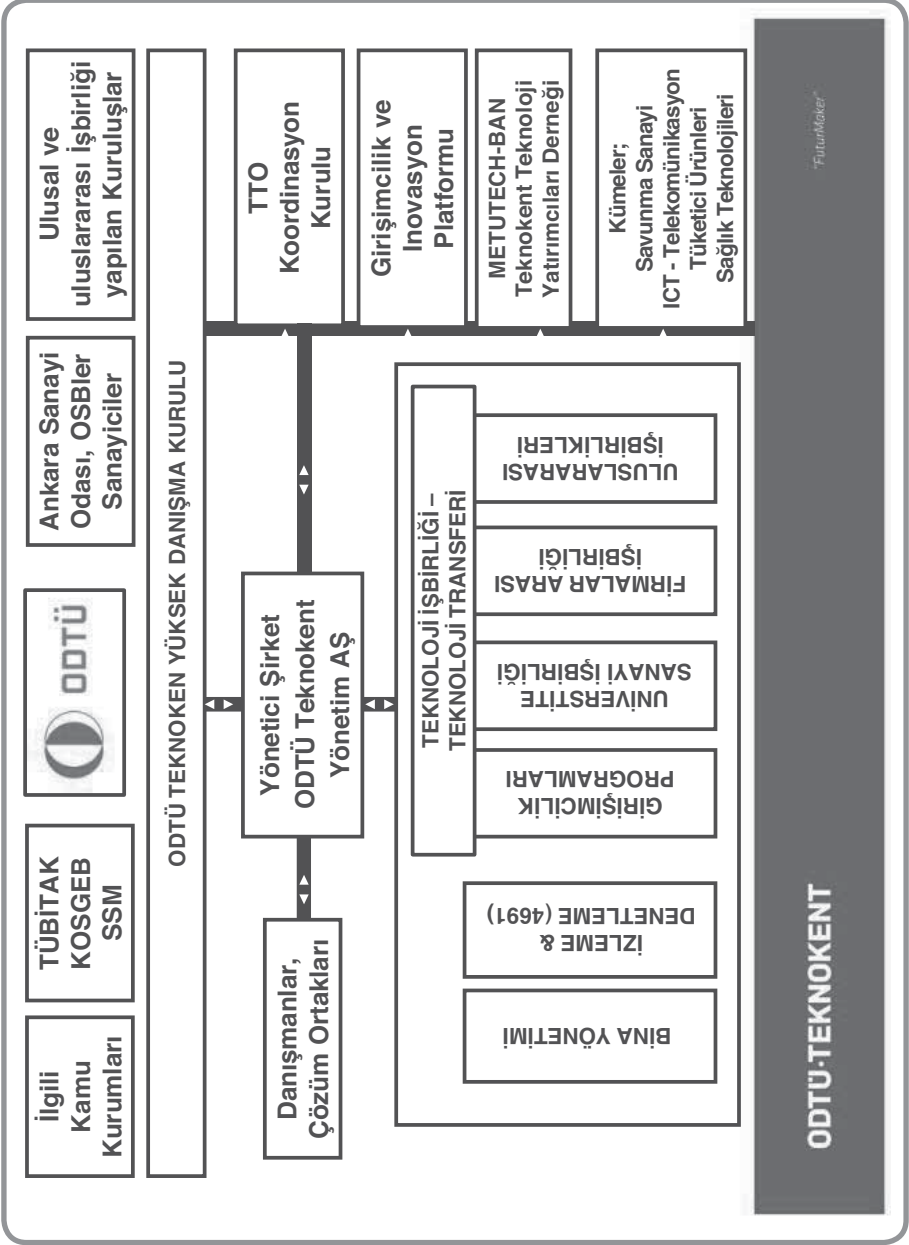 İlgili
Kamu
Kurumları
TÜBİTAK
KOSGEB
SSM
ODTÜ
Ankara Sanayi
Odası, OSBler
Sanayiciler
Ulusal ve
uluslararası İşbirliği
yapılan Kuruluşlar
ODTÜ TEKNOKEN YÜKSEK DANIŞMA KURULU
Danışmanlar,
Çözüm Ortakları
Yönetici Şirket
ODTÜ Teknokent
Yönetim AŞ
TTO
Koordinasyon
Kurulu
Girişimcilik ve
Inovasyon
Platformu
METUTECH-BAN
Teknokent Teknoloji
Yatırımcıları Derneği
Kümeler;
Savunma Sanayi
ICT - Telekomünikasyon
Tüketici Ürünleri
Sağlık Teknolojileri
TEKNOLOJİ İŞBİRLİĞİ –
TEKNOLOJİ TRANSFERİ
BİNA YÖNETİMİ
İZLEME &
DENETLEME (4691)
GİRİŞİMCİLİK
PROGRAMLARI
UNİVERSTİTE
SANAYİ İŞBİRLİĞİ
FİRMALAR ARASI
İŞBİRLİĞİ
ULUSLARARASI
İŞBİRLİKLERİ
ODTÜ-TEKNOKENT
"FuturMaker"